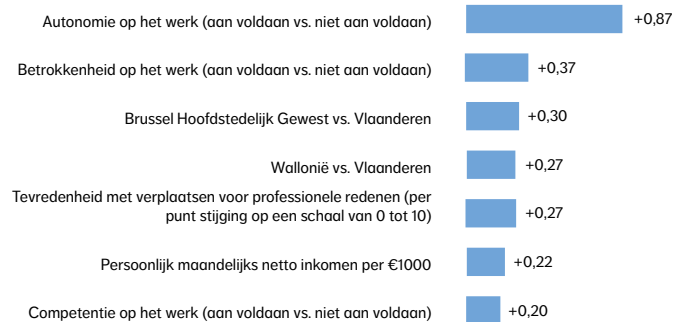 Autonomie op het werk (aan voldaan vs. niet aan voldaan) +0,87
Betrokkenheid op het werk (aan voldaan vs. niet aan voldaan) +0,37
Brussel Hoofdstedelijk Gewest vs. Vlaanderen +0,30
Wallonië vs. Vlaanderen +0,27
Tevredenheid met verplaatsen voor professionele redenen (per
punt stijging op een schaal van 0 tot 10) +0,27
Persoonlijk maandelijks netto inkomen per €1000 +0,22
Competentie op het werk (aan voldaan vs. niet aan voldaan) +0,20